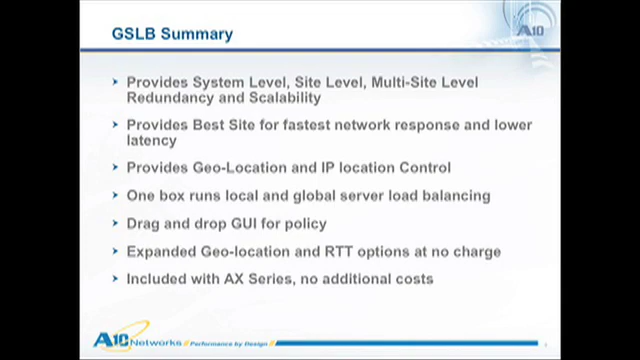 GSLB Summary
A10
Provides System Level, Site Level, Multi-Site Level
Redundancy and Scalability
Provides Best Site for fastest network response and lower
latency
Provides Geo-Location and IP location Control
One box runs local and global server load balancing
Drag and drop GUI for policy
Expanded Geo-location and RTT options at no charge
Included with AX Series, no additional costs
A10 Networks // Performance by Design //